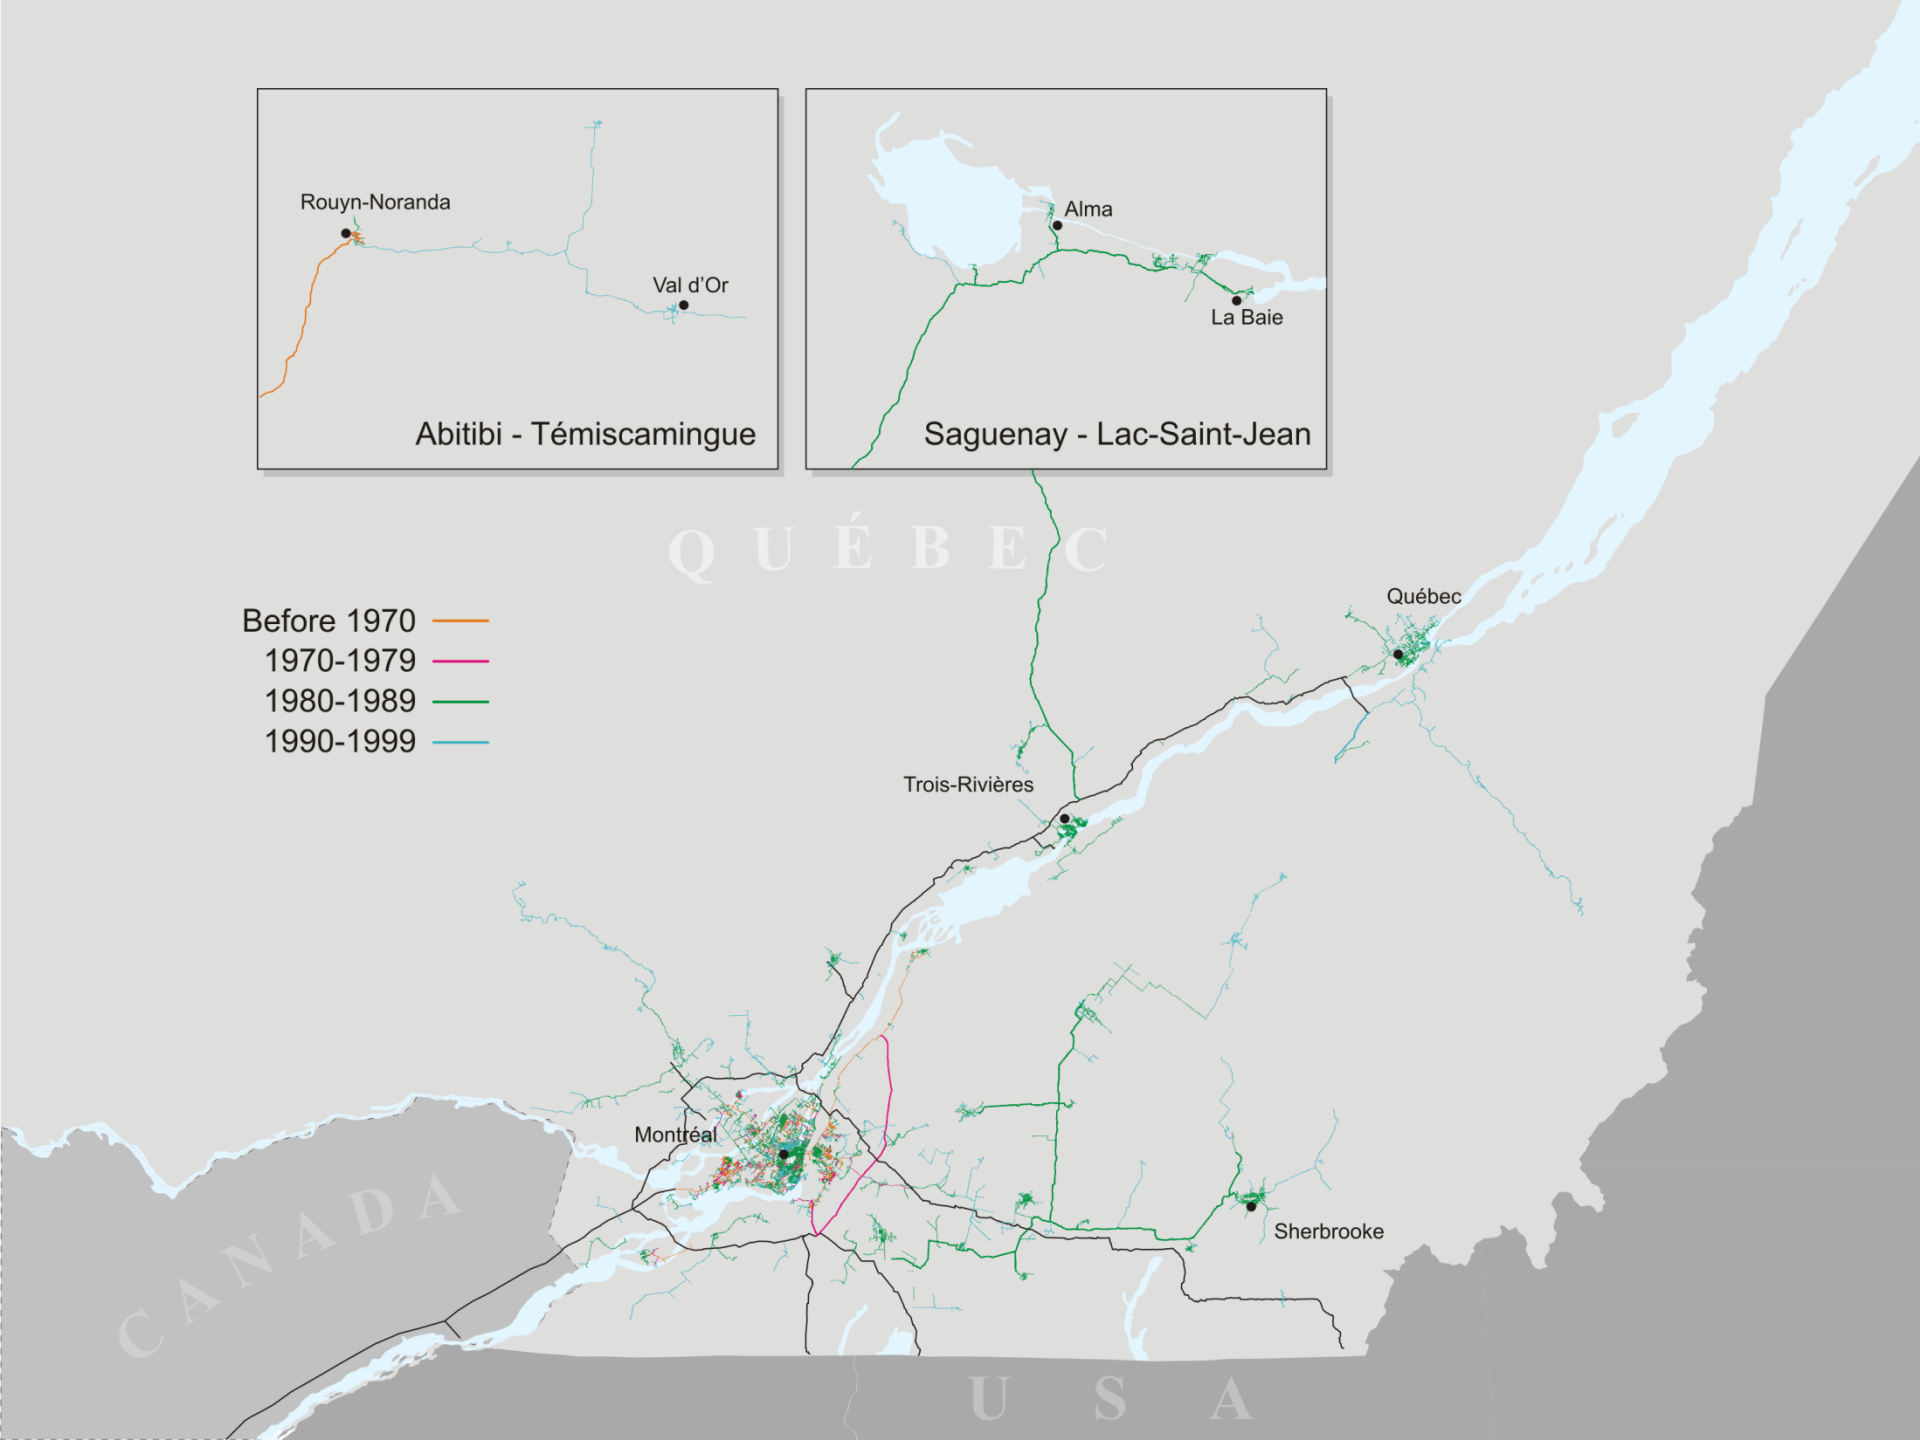 Rouyn-Noranda
Val d’Or
Abitibi - Témiscamingue
Alma
La Baie
Saguenay - Lac-Saint-Jean
QUÉBEC
Before 1970
1970-1979
1980-1989
1990-1999
Québec
Trois-Rivières
Montréal
Sherbrooke
CANADA
USA